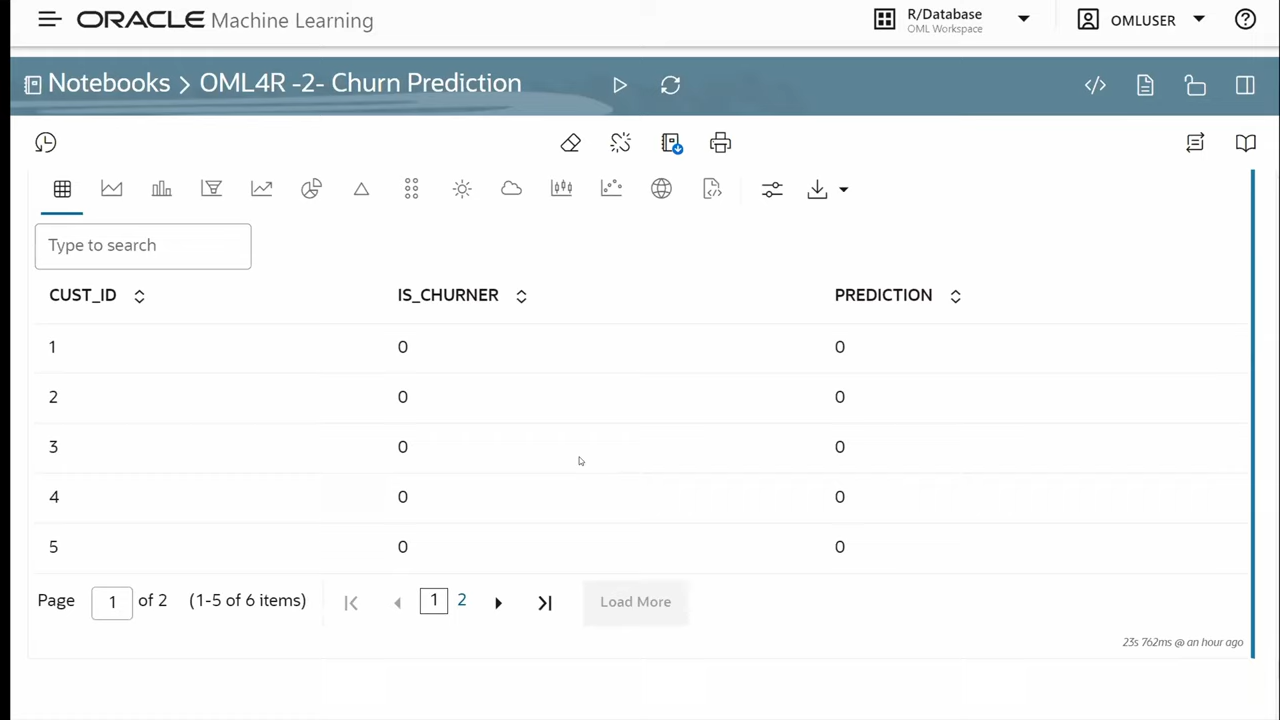 ORACLE Machine Learning
R/Database
OML Workspace
OMLUSER
Notebooks > OML4R -2- Churn Prediction
Type to search
CUST_ID IS_CHURNER PREDICTION
1 0 0
2 0 0
3 0 0
4 0 0
5 0 0
Page 1 of 2 (1-5 of 6 items) 1 2 Load More
23s 762ms @ an hour ago